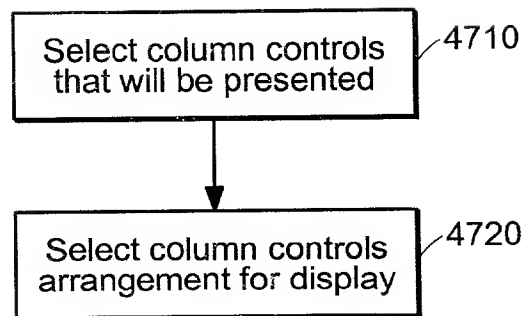 Select column controls
that will be presented
4710
Select column controls
arrangement for display
4720